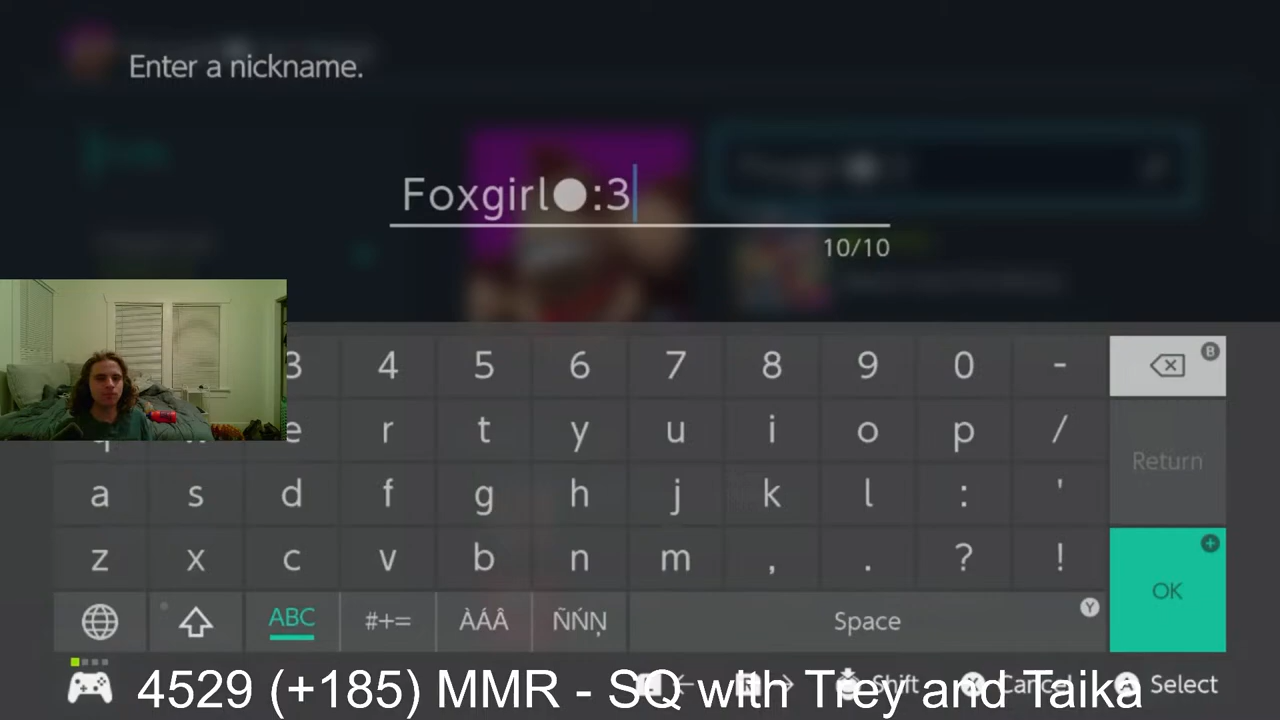 Enter a nickname.
Foxgirl●:3
10/10
3 4 5 6 7 8 9 0 -
e r t y u i o p /
Return
a s d f g h j k l : '
z x c v b n m , . ? !
OK
ABC #+= ÀÁÂ ÑŃŅ Space
Shift Cancel Select
4529 (+185) MMR - SQ with Trey and Taika